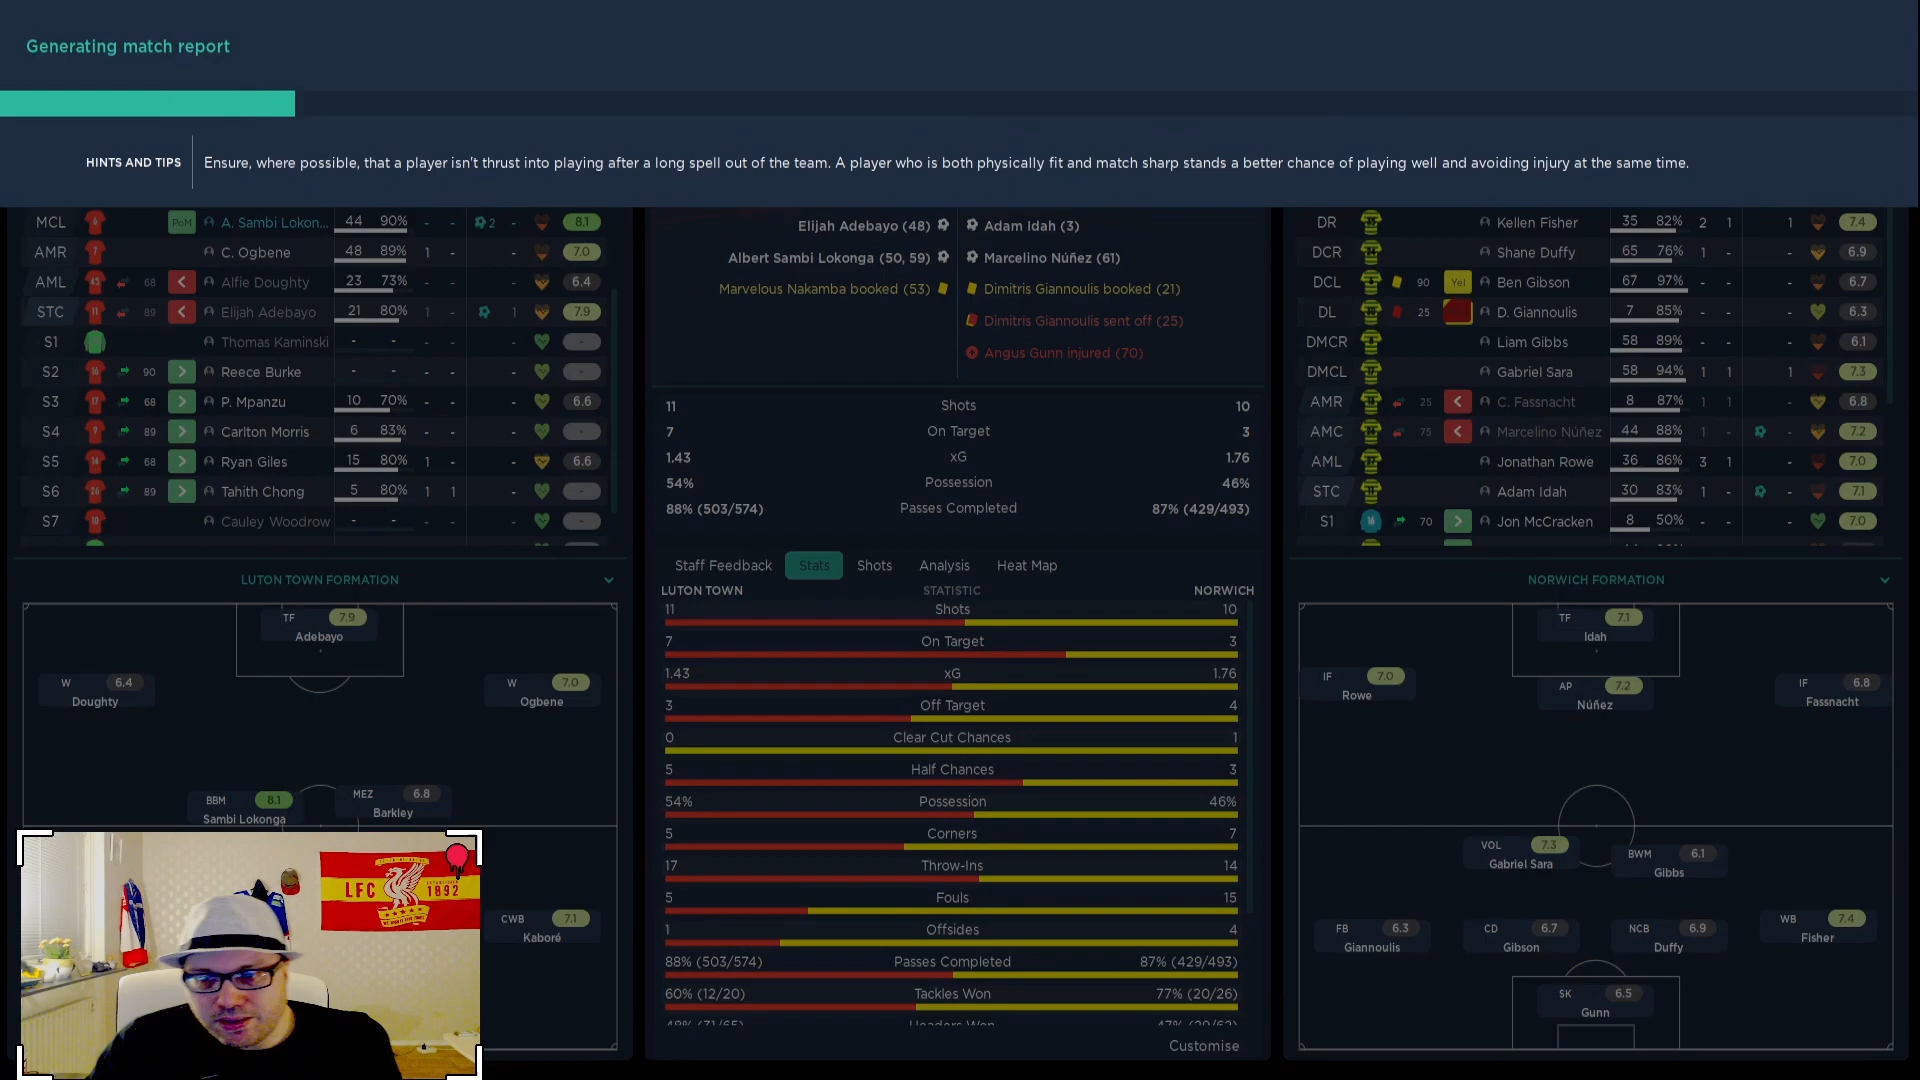 Generating match report
HINTS AND TIPS
Ensure, where possible, that a player isn't thrust into playing after a long spell out of the team. A player who is both physically fit and match sharp stands a better chance of playing well and avoiding injury at the same time.
MCL 6 PoM A. Sambi Lokon... 44 90% - - 2 - 8.1
AMR 7 C. Ogbene 48 89% 1 - - 7.0
AML 45 68 Alfie Doughty 23 73% - - - 6.4
STC 11 89 Elijah Adebayo 21 80% 1 - 1 7.9
S1 Thomas Kaminski - - - - - -
S2 16 90 Reece Burke - - - - - -
S3 17 68 P. Mpanzu 10 70% - - - 6.6
S4 9 89 Carlton Morris 6 83% - - - -
S5 14 68 Ryan Giles 15 80% 1 - - 6.6
S6 26 89 Tahith Chong 5 80% 1 1 - -
S7 10 Cauley Woodrow - - - - - -
Elijah Adebayo (48)
Albert Sambi Lokonga (50, 59)
Marvelous Nakamba booked (53)
Adam Idah (3)
Marcelino Núñez (61)
Dimitris Giannoulis booked (21)
Dimitris Giannoulis sent off (25)
Angus Gunn injured (70)
11 Shots 10
7 On Target 3
1.43 xG 1.76
54% Possession 46%
88% (503/574) Passes Completed 87% (429/493)
Staff Feedback Stats Shots Analysis Heat Map
LUTON TOWN STATISTIC NORWICH
11 Shots 10
7 On Target 3
1.43 xG 1.76
3 Off Target 4
0 Clear Cut Chances 1
5 Half Chances 3
54% Possession 46%
5 Corners 7
17 Throw-Ins 14
5 Fouls 15
1 Offsides 4
88% (503/574) Passes Completed 87% (429/493)
60% (12/20) Tackles Won 77% (20/26)
48% (31/65) Headers Won 47% (29/62)
Customise
DR Kellen Fisher 35 82% 2 1 1 7.4
DCR Shane Duffy 65 76% 1 - - 6.9
DCL 90 Yel Ben Gibson 67 97% - - - 6.7
DL 25 D. Giannoulis 7 85% - - - 6.3
DMCR Liam Gibbs 58 89% - - - 6.1
DMCL Gabriel Sara 58 94% 1 1 1 7.3
AMR 25 C. Fassnacht 8 87% 1 1 - 6.8
AMC 75 Marcelino Núñez 44 88% 1 - - 7.2
AML Jonathan Rowe 36 86% 3 1 - 7.0
STC Adam Idah 30 83% 1 - - 7.1
S1 16 70 Jon McCracken 8 50% - - - 7.0
LUTON TOWN FORMATION
TF 7.9
Adebayo
W 6.4
Doughty
W 7.0
Ogbene
BBM 8.1
Sambi Lokonga
MEZ 6.8
Barkley
CWB 7.1
Kaboré
LFC 1892
NORWICH FORMATION
TF 7.1
Idah
IF 7.0
Rowe
AP 7.2
Núñez
IF 6.8
Fassnacht
VOL 7.3
Gabriel Sara
BWM 6.1
Gibbs
FB 6.3
Giannoulis
CD 6.7
Gibson
NCB 6.9
Duffy
WB 7.4
Fisher
SK 6.5
Gunn